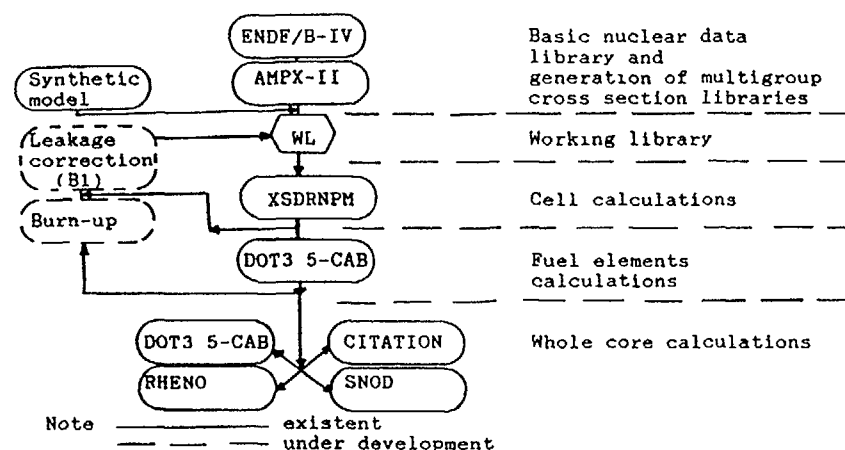 ENDF/B-IV
AMPX-II
Synthetic
model
WL
Leakage
correction
(B1)
XSDRNPM
Burn-up
DOT3 5-CAB
DOT3 5-CAB
CITATION
RHENO
SNOD
Basic nuclear data
library and
generation of multigroup
cross section libraries
Working library
Cell calculations
Fuel elements
calculations
Whole core calculations
Note
existent
under development